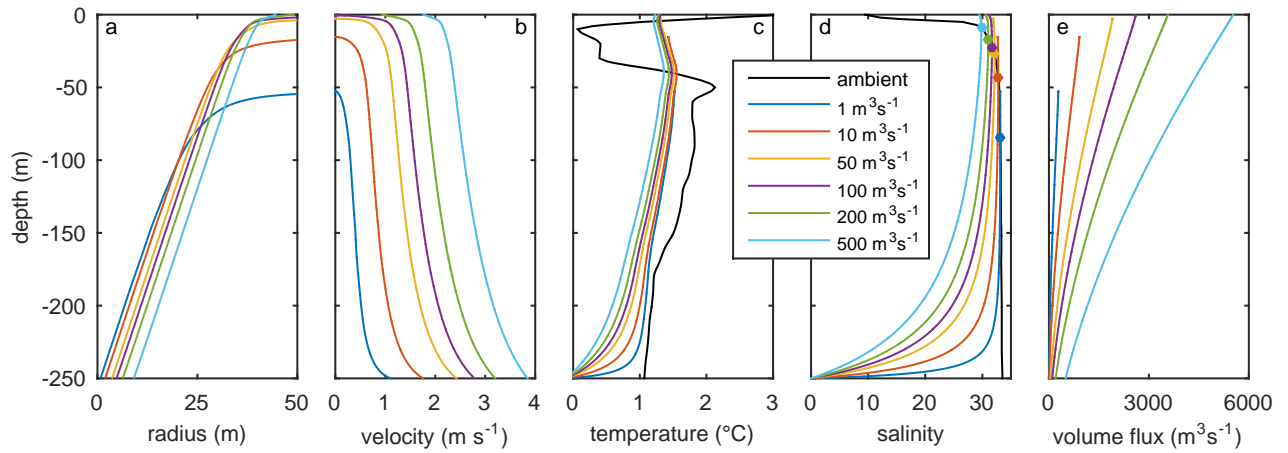 a
b
c
d
e
0
-50
-100
-150
-200
-250
depth (m)
0 25 50
radius (m)
0 1 2 3 4
velocity (m s⁻¹)
0 1 2 3
temperature (°C)
0 10 20 30
salinity
0 3000 6000
volume flux (m³s⁻¹)
ambient
1 m³s⁻¹
10 m³s⁻¹
50 m³s⁻¹
100 m³s⁻¹
200 m³s⁻¹
500 m³s⁻¹